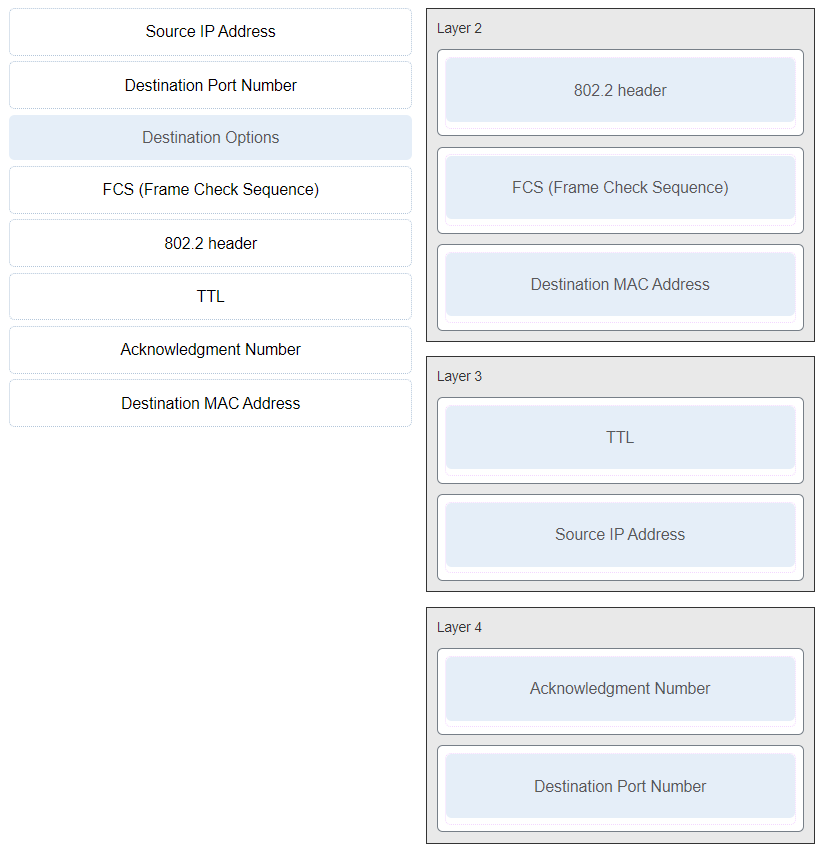 Source IP Address
Destination Port Number
Destination Options
FCS (Frame Check Sequence)
802.2 header
TTL
Acknowledgment Number
Destination MAC Address
Layer 2
802.2 header
FCS (Frame Check Sequence)
Destination MAC Address
Layer 3
TTL
Source IP Address
Layer 4
Acknowledgment Number
Destination Port Number